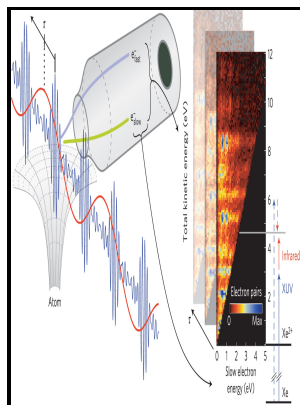 τ
e⁻fast
e⁻slow
Atom
Total kinetic energy (eV)
12
10
8
6
4
2
Electron pairs
0 Max
0 1 2 3 4 5
Slow electron
energy (eV)
τ
Infrared
XUV
Xe²⁺
Xe